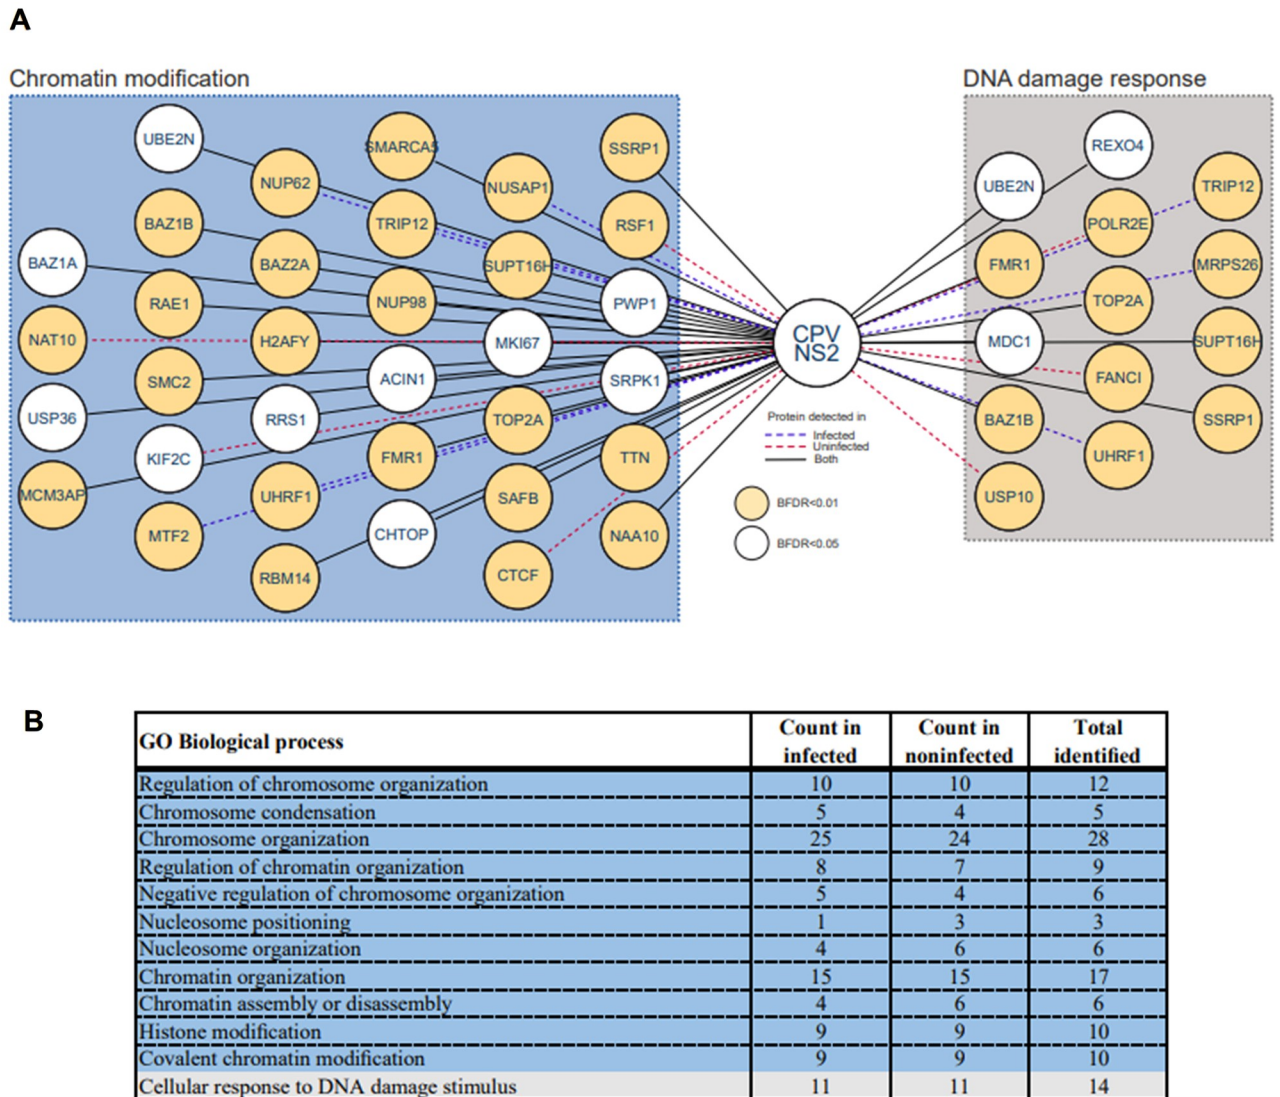 A
Chromatin modification
DNA damage response
UBE2N
SMARCA5
SSRP1
REXO4
NUP62
NUSAP1
UBE2N
TRIP12
BAZ1B
TRIP12
RSF1
POLR2E
BAZ1A
BAZ2A
SUPT16H
FMR1
MRPS26
RAE1
NUP98
PWP1
TOP2A
NAT10
H2AFY
MKI67
CPV
NS2
MDC1
SUPT16H
SMC2
ACIN1
SRPK1
FANCI
USP36
RRS1
TOP2A
BAZ1B
SSRP1
Protein detected in
Infected
Uninfected
Both
KIF2C
FMR1
TTN
UHRF1
MCM3AP
UHRF1
SAFB
USP10
BFDR<0.01
MTF2
CHTOP
NAA10
BFDR<0.05
RBM14
CTCF
B
GO Biological process
Count in infected
Count in noninfected
Total identified
Regulation of chromosome organization 10 10 12
Chromosome condensation 5 4 5
Chromosome organization 25 24 28
Regulation of chromatin organization 8 7 9
Negative regulation of chromosome organization 5 4 6
Nucleosome positioning 1 3 3
Nucleosome organization 4 6 6
Chromatin organization 15 15 17
Chromatin assembly or disassembly 4 6 6
Histone modification 9 9 10
Covalent chromatin modification 9 9 10
Cellular response to DNA damage stimulus 11 11 14